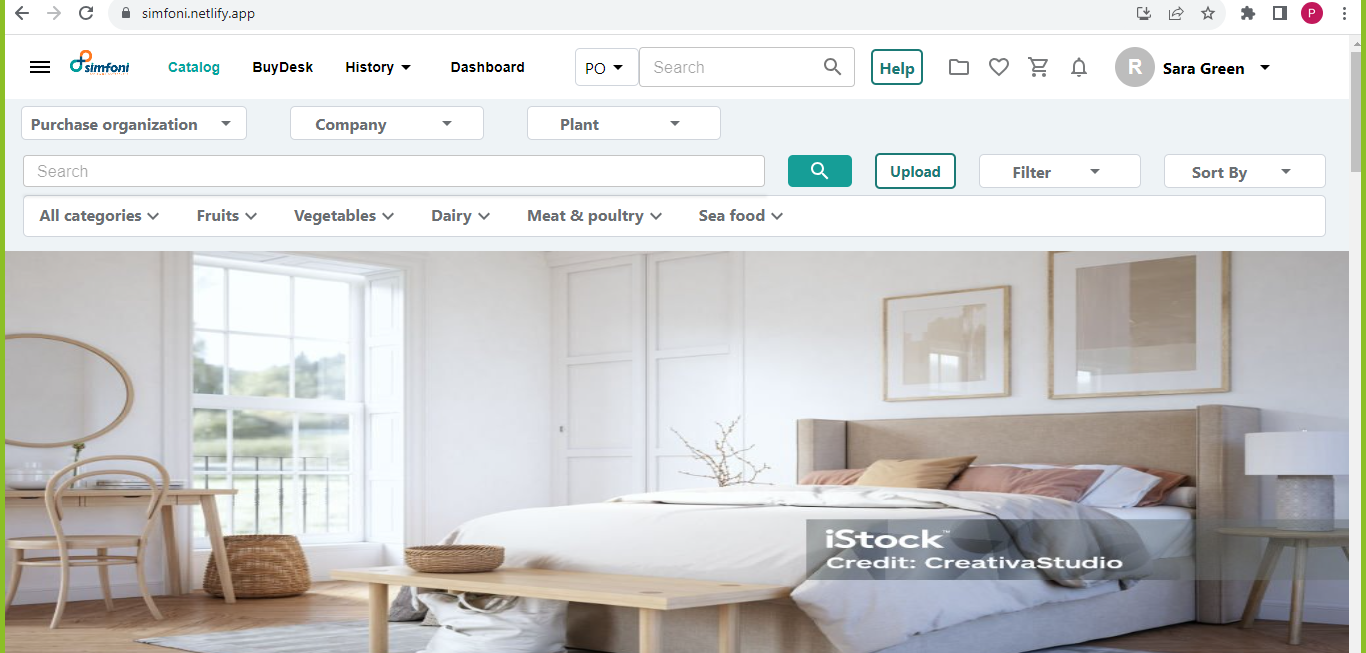 simfoni.netlify.app
P
simfoni
Catalog
BuyDesk
History
Dashboard
PO
Search
Help
R
Sara Green
Purchase organization
Company
Plant
Search
Upload
Filter
Sort By
All categories
Fruits
Vegetables
Dairy
Meat & poultry
Sea food
iStock™
Credit: CreativaStudio